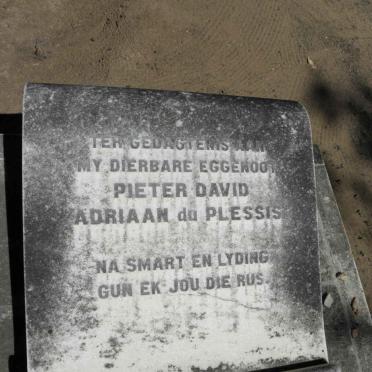 TER GEDAGTENIS AAN
MY DIERBARE EGGENOOT
PIETER DAVID
ADRIAAN du PLESSIS
NA SMART EN LYDING
GUN EK JOU DIE RUS.